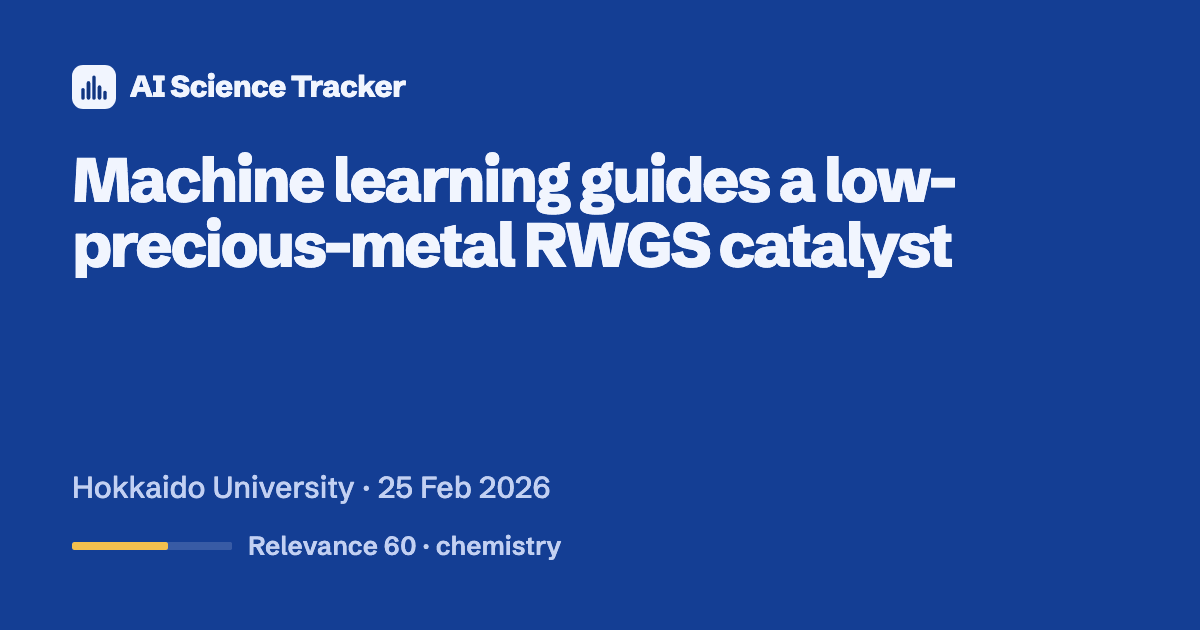 AI Science Tracker
Machine learning guides a low-
precious-metal RWGS catalyst
Hokkaido University · 25 Feb 2026
Relevance 60 · chemistry